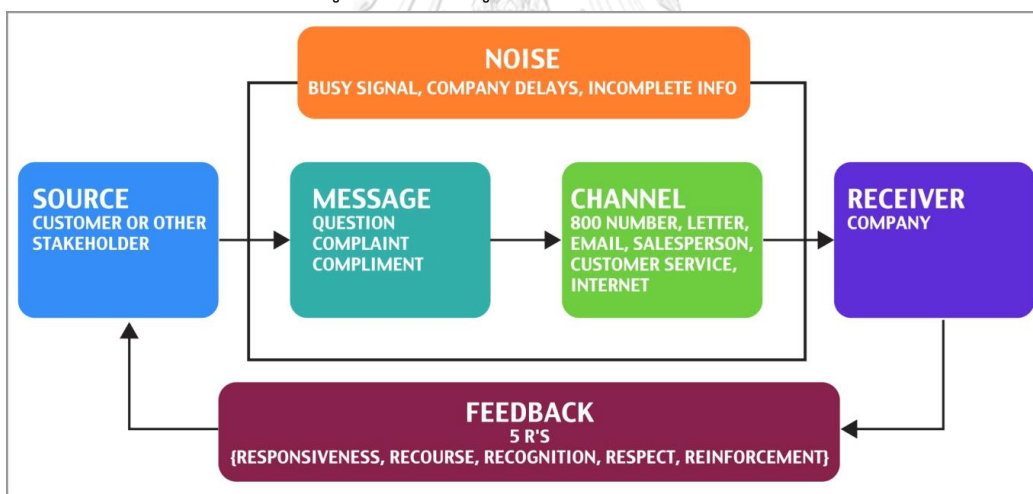 NOISE
BUSY SIGNAL, COMPANY DELAYS, INCOMPLETE INFO
SOURCE
CUSTOMER OR OTHER
STAKEHOLDER
MESSAGE
QUESTION
COMPLAINT
COMPLIMENT
CHANNEL
800 NUMBER, LETTER,
EMAIL, SALESPERSON,
CUSTOMER SERVICE,
INTERNET
RECEIVER
COMPANY
FEEDBACK
5 R'S
{RESPONSIVENESS, RECOURSE, RECOGNITION, RESPECT, REINFORCEMENT}